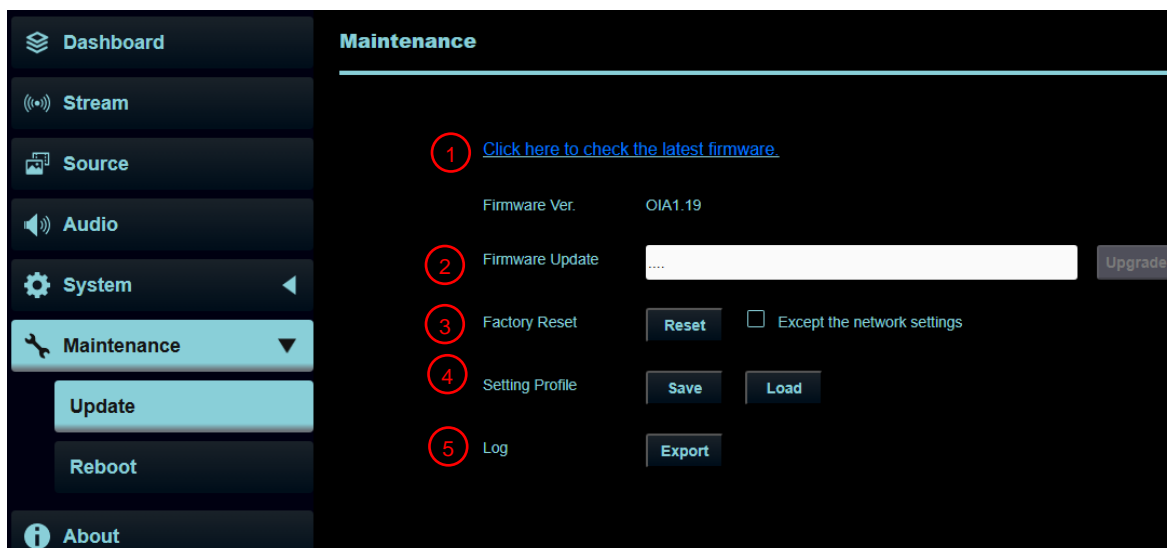 Dashboard
Stream
Source
Audio
System
Maintenance
Update
Reboot
About
Maintenance
1 Click here to check the latest firmware.
Firmware Ver. OIA1.19
2 Firmware Update .... Upgrade
3 Factory Reset Reset Except the network settings
4 Setting Profile Save Load
5 Log Export